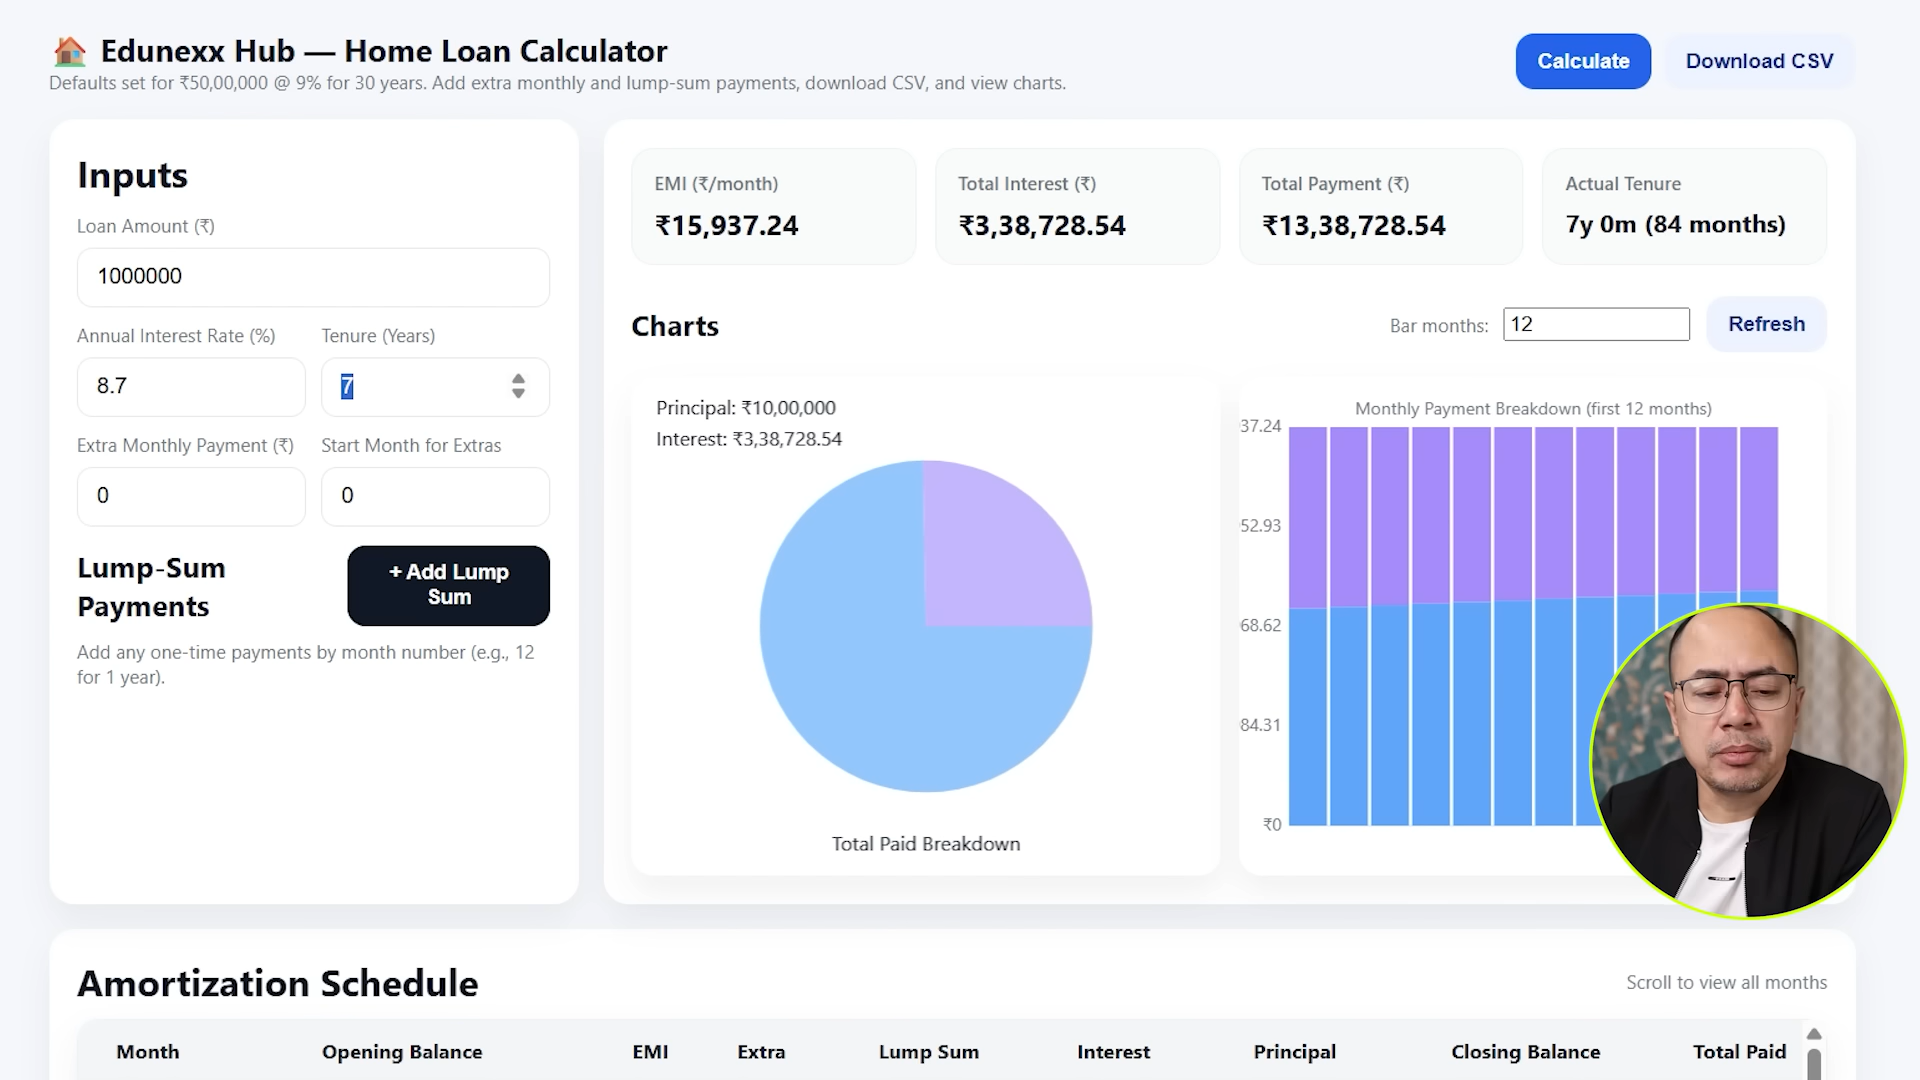 Edunexx Hub — Home Loan Calculator
Defaults set for ₹50,00,000 @ 9% for 30 years. Add extra monthly and lump-sum payments, download CSV, and view charts.
Calculate
Download CSV
Inputs
Loan Amount (₹)
1000000
Annual Interest Rate (%)
Tenure (Years)
8.7
7
Extra Monthly Payment (₹)
Start Month for Extras
0
0
Lump-Sum
Payments
+ Add Lump
Sum
Add any one-time payments by month number (e.g., 12
for 1 year).
EMI (₹/month)
₹15,937.24
Total Interest (₹)
₹3,38,728.54
Total Payment (₹)
₹13,38,728.54
Actual Tenure
7y 0m (84 months)
Charts
Bar months:
12
Refresh
Principal: ₹10,00,000
Interest: ₹3,38,728.54
Total Paid Breakdown
Monthly Payment Breakdown (first 12 months)
37.24
52.93
68.62
84.31
₹0
Amortization Schedule
Scroll to view all months
Month
Opening Balance
EMI
Extra
Lump Sum
Interest
Principal
Closing Balance
Total Paid